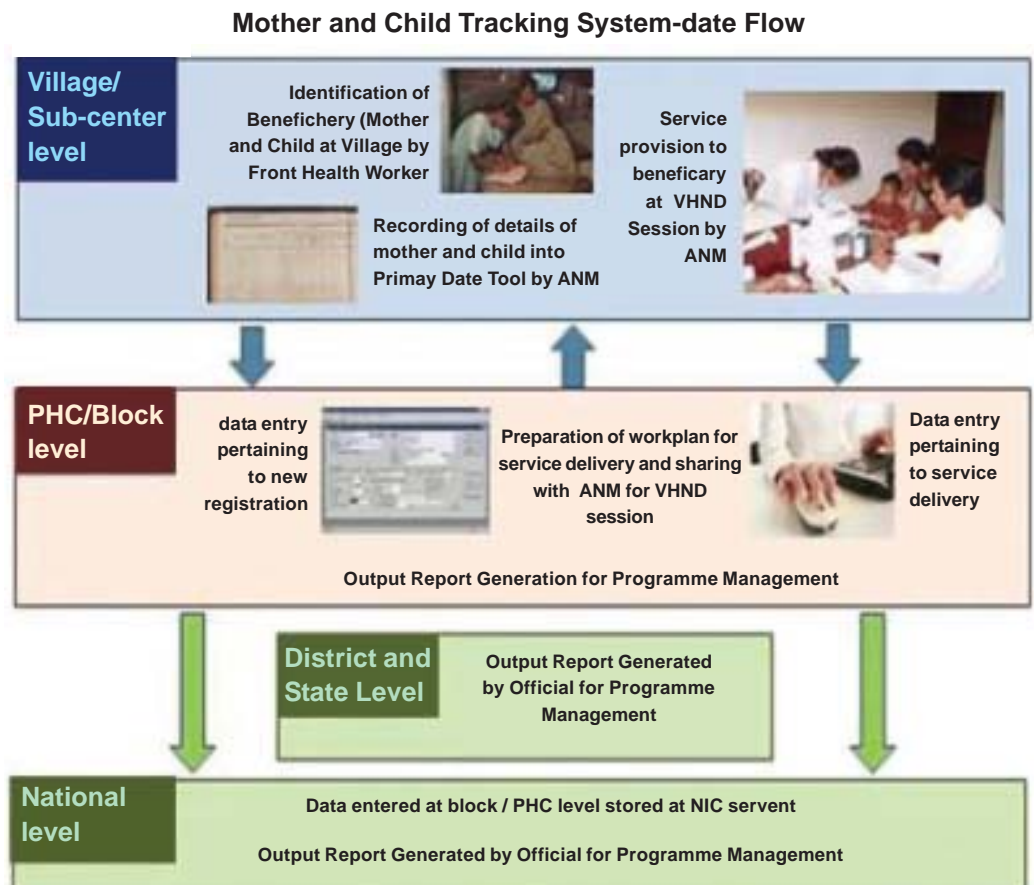 Mother and Child Tracking System-date Flow
Village/
Sub-center
level
Identification of
Benefichery (Mother
and Child at Village by
Front Health Worker
Recording of details of
mother and child into
Primay Date Tool by ANM
Service
provision to
beneficary
at VHND
Session by
ANM
PHC/Block
level
data entry
pertaining
to new
registration
Preparation of workplan for
service delivery and sharing
with ANM for VHND
session
Data entry
pertaining
to service
delivery
Output Report Generation for Programme Management
District and
State Level
Output Report Generated
by Official for Programme
Management
National
level
Data entered at block / PHC level stored at NIC servent
Output Report Generated by Official for Programme Management